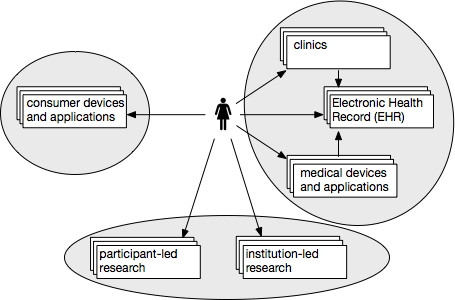 clinics
consumer devices
and applications
Electronic Health
Record (EHR)
medical devices
and applications
participant-led
research
institution-led
research